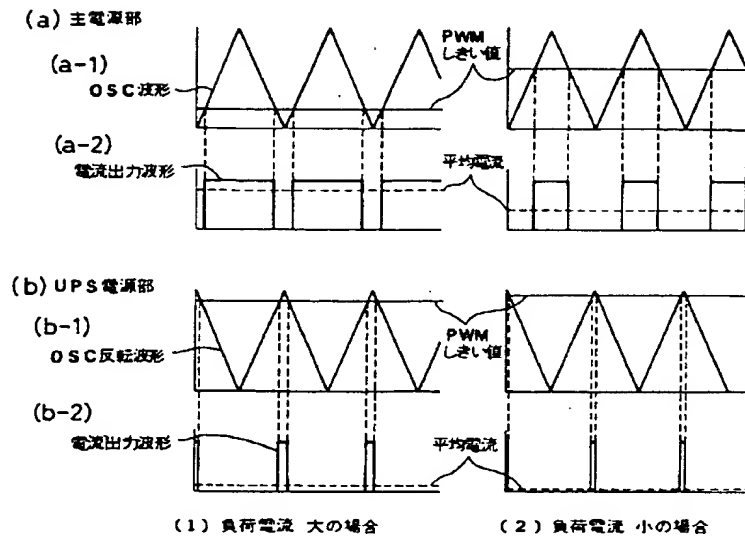 (a) 主電源部
(a-1)
OSC波形
PWM
しきい値
(a-2)
電流出力波形
平均電流
(b) UPS電源部
(b-1)
OSC反転波形
PWM
しきい値
(b-2)
電流出力波形
平均電流
(1) 負荷電流 大の場合
(2) 負荷電流 小の場合